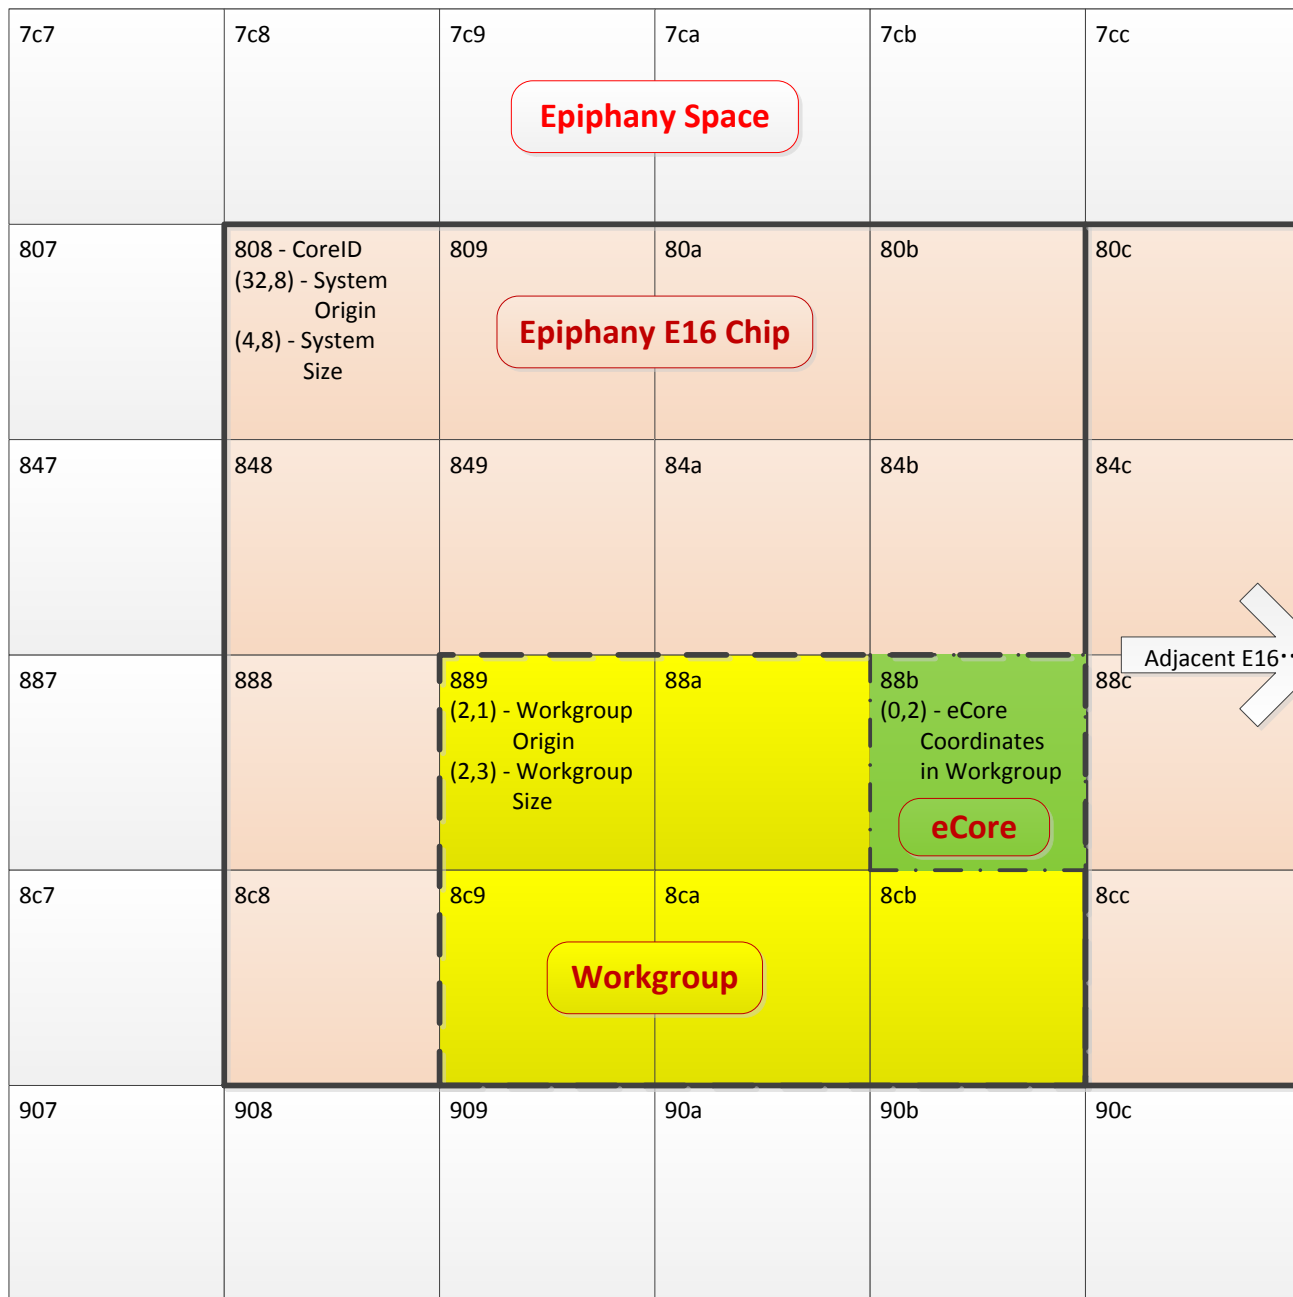 7c7
7c8
7c9
7ca
7cb
7cc
Epiphany Space
807
808 - CoreID
(32,8) - System
Origin
(4,8) - System
Size
809
80a
80b
80c
Epiphany E16 Chip
847
848
849
84a
84b
84c
Adjacent E16··
887
888
889
(2,1) - Workgroup
Origin
(2,3) - Workgroup
Size
88a
88b
(0,2) - eCore
Coordinates
in Workgroup
eCore
88c
8c7
8c8
8c9
8ca
8cb
8cc
Workgroup
907
908
909
90a
90b
90c